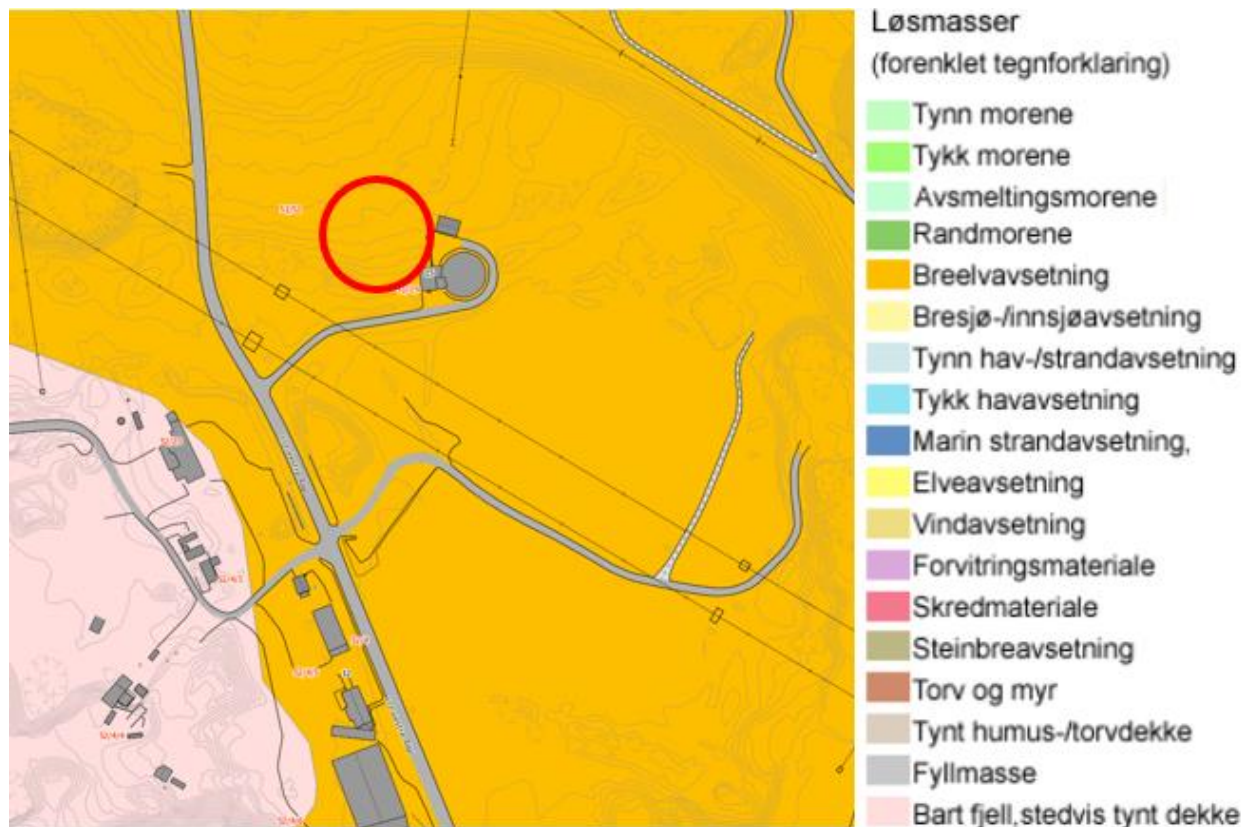 Løsmasser
(forenklet tegnforklaring)
Tynn morene
Tykk morene
Avsmeltingsmorene
Randmorene
Breelvavsetning
Bresjø-/innsjøavsetning
Tynn hav-/strandavsetning
Tykk havavsetning
Marin strandavsetning,
Elveavsetning
Vindavsetning
Forvitringsmateriale
Skredmateriale
Steinbreavsetning
Torv og myr
Tynt humus-/torvdekke
Fyllmasse
Bart fjell,stedvis tynt dekke